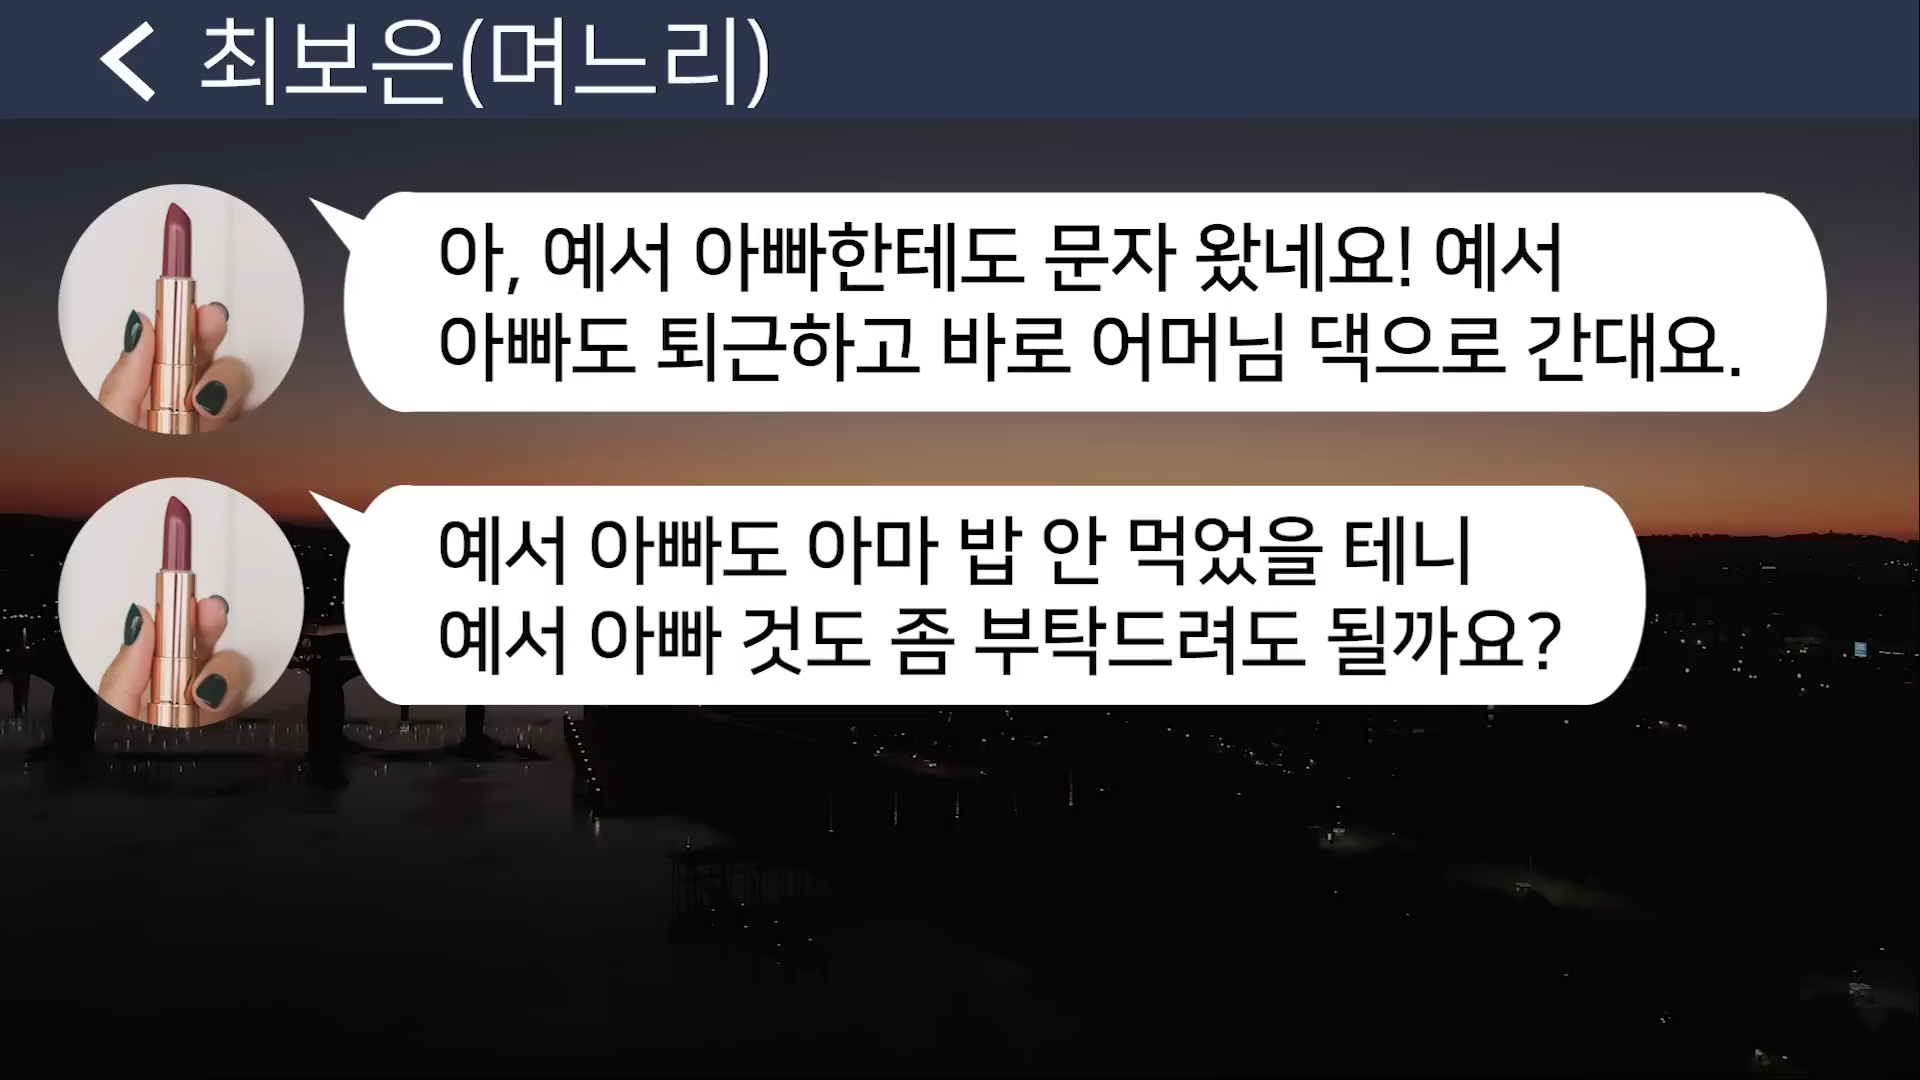 최보은(며느리)
아, 예서 아빠한테도 문자 왔네요! 예서
아빠도 퇴근하고 바로 어머님 댁으로 간대요.
예서 아빠도 아마 밥 안 먹었을 테니
예서 아빠 것도 좀 부탁드려도 될까요?